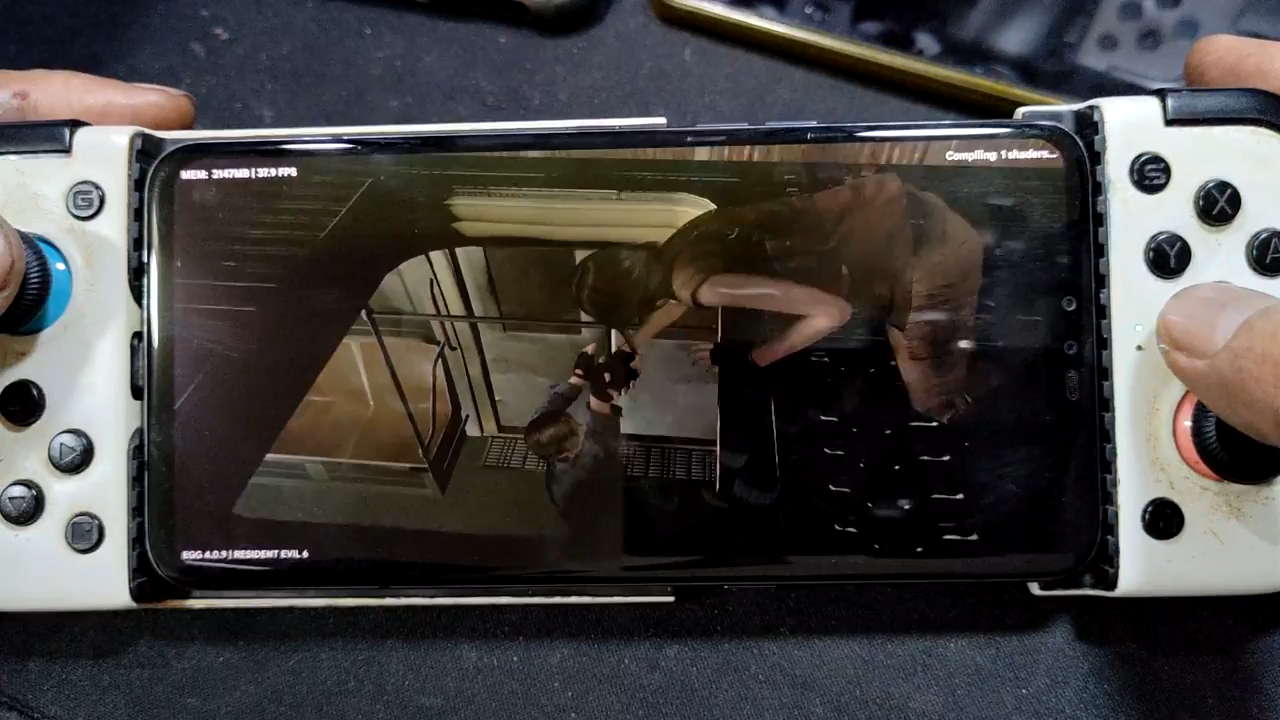 MEM: 2147MB | 37.9 FPS
Compiling: 1 shaders...
G
S
X
Y
A
EGG 4.0.9 | RESIDENT EVIL 6